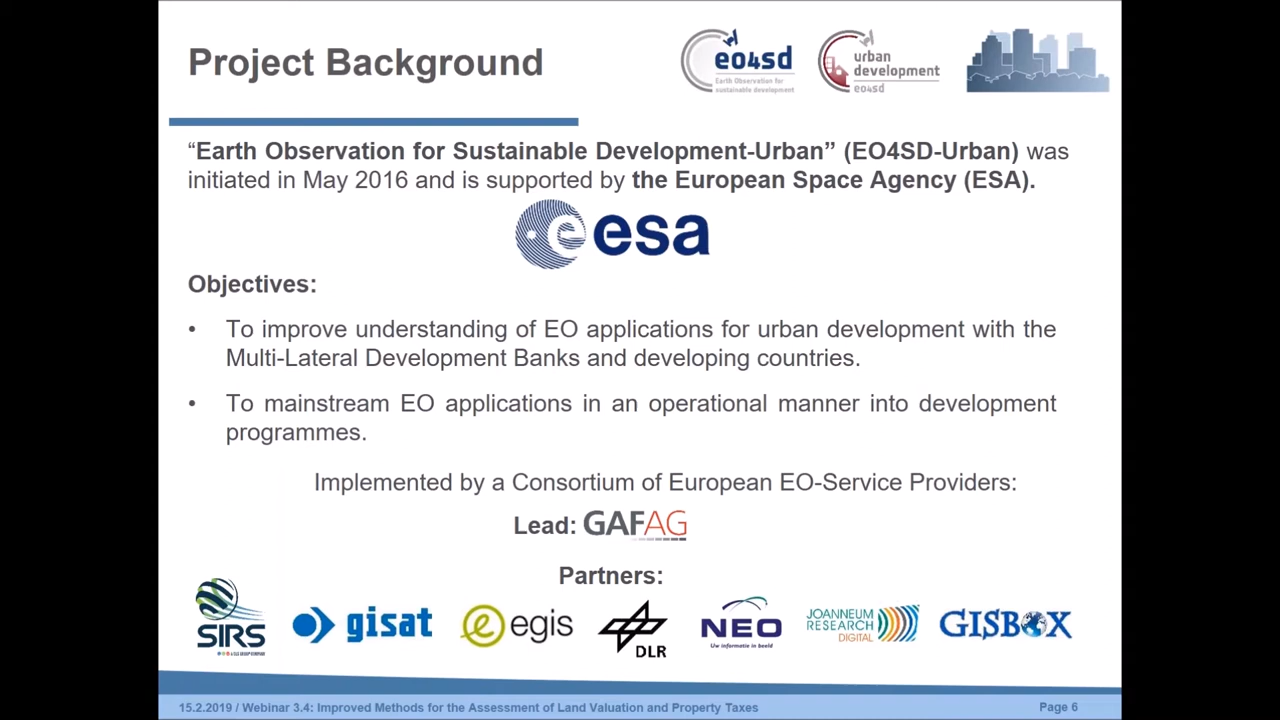 Project Background
eo4sd
Earth Observation for
sustainable development
urban
development
eo4sd
“Earth Observation for Sustainable Development-Urban” (EO4SD-Urban) was
initiated in May 2016 and is supported by the European Space Agency (ESA).
esa
Objectives:
• To improve understanding of EO applications for urban development with the
Multi-Lateral Development Banks and developing countries.
• To mainstream EO applications in an operational manner into development
programmes.
Implemented by a Consortium of European EO-Service Providers:
Lead: GAFAG
Partners:
SIRS
gisat
egis
DLR
NEO
Uw informatie in beeld
JOANNEUM
RESEARCH
DIGITAL
GISBOX
15.2.2019 / Webinar 3.4: Improved Methods for the Assessment of Land Valuation and Property Taxes
Page 6